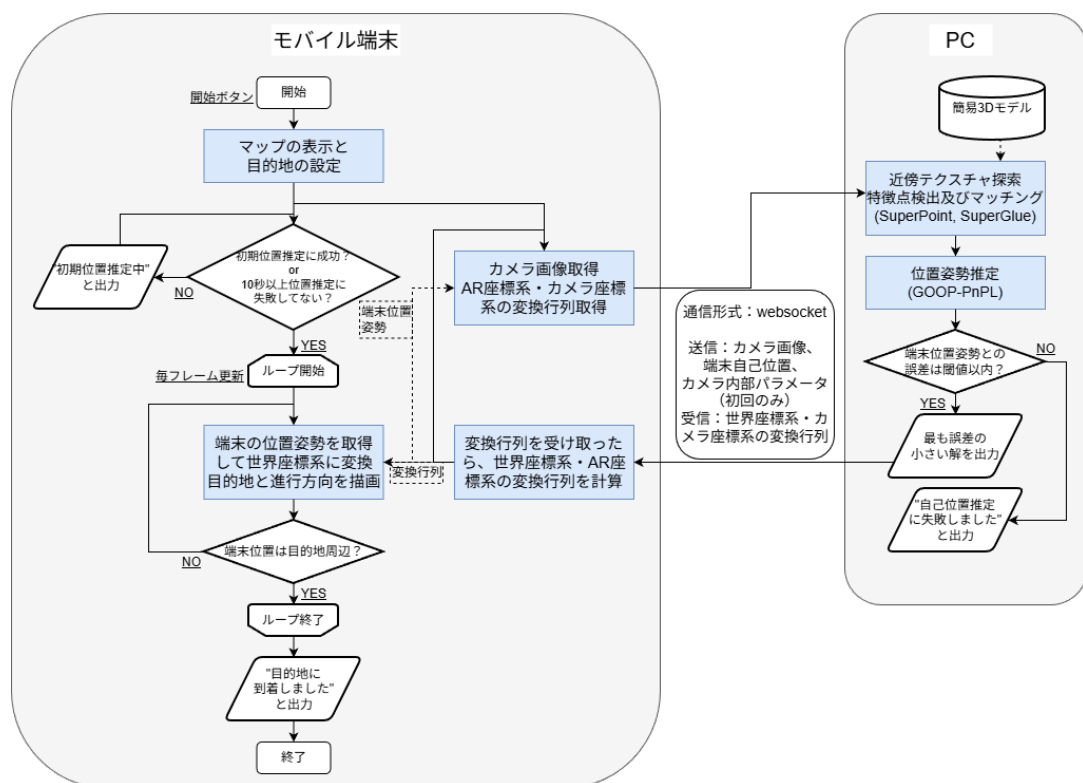 モバイル端末
開始ボタン
開始
マップの表示と
目的地の設定
初期位置推定に成功？
or
10秒以上位置推定に
失敗してない？
NO
"初期位置推定中"
と出力
YES
毎フレーム更新
ループ開始
端末位置
姿勢
カメラ画像取得
AR座標系・カメラ座標
系の変換行列取得
端末の位置姿勢を取得
して世界座標系に変換
目的地と進行方向を描画
変換行列
変換行列を受け取った
ら、世界座標系・AR座
標系の変換行列を計算
端末位置は目的地周辺？
NO
YES
ループ終了
"目的地に
到着しました"
と出力
終了
通信形式：websocket
送信：カメラ画像、
端末自己位置、
カメラ内部パラメータ
（初回のみ）
受信：世界座標系・カ
メラ座標系の変換行列
PC
簡易3Dモデル
近傍テクスチャ探索
特徴点検出及びマッチング
(SuperPoint, SuperGlue)
位置姿勢推定
(GOOP-PnPL)
端末位置姿勢との
誤差は閾値以内？
NO
YES
最も誤差の
小さい解を出力
"自己位置推定
に失敗しました"
と出力